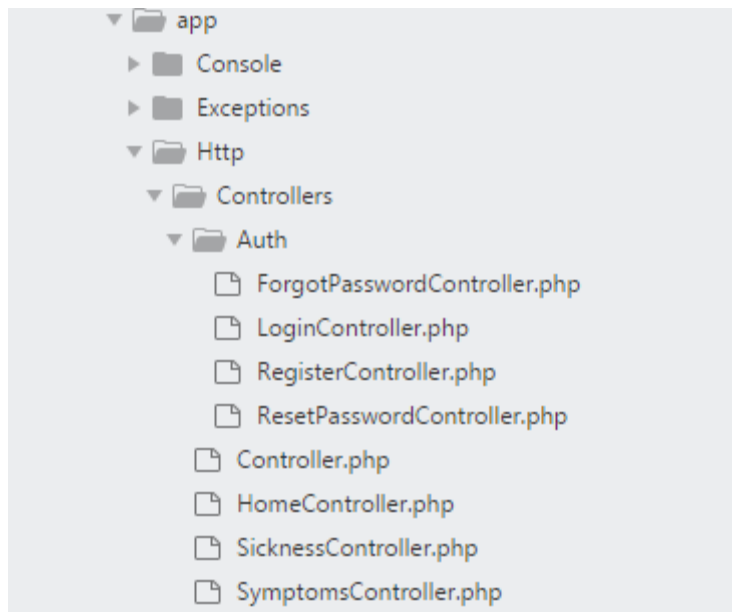 app
Console
Exceptions
Http
Controllers
Auth
ForgotPasswordController.php
LoginController.php
RegisterController.php
ResetPasswordController.php
Controller.php
HomeController.php
SicknessController.php
SymptomsController.php